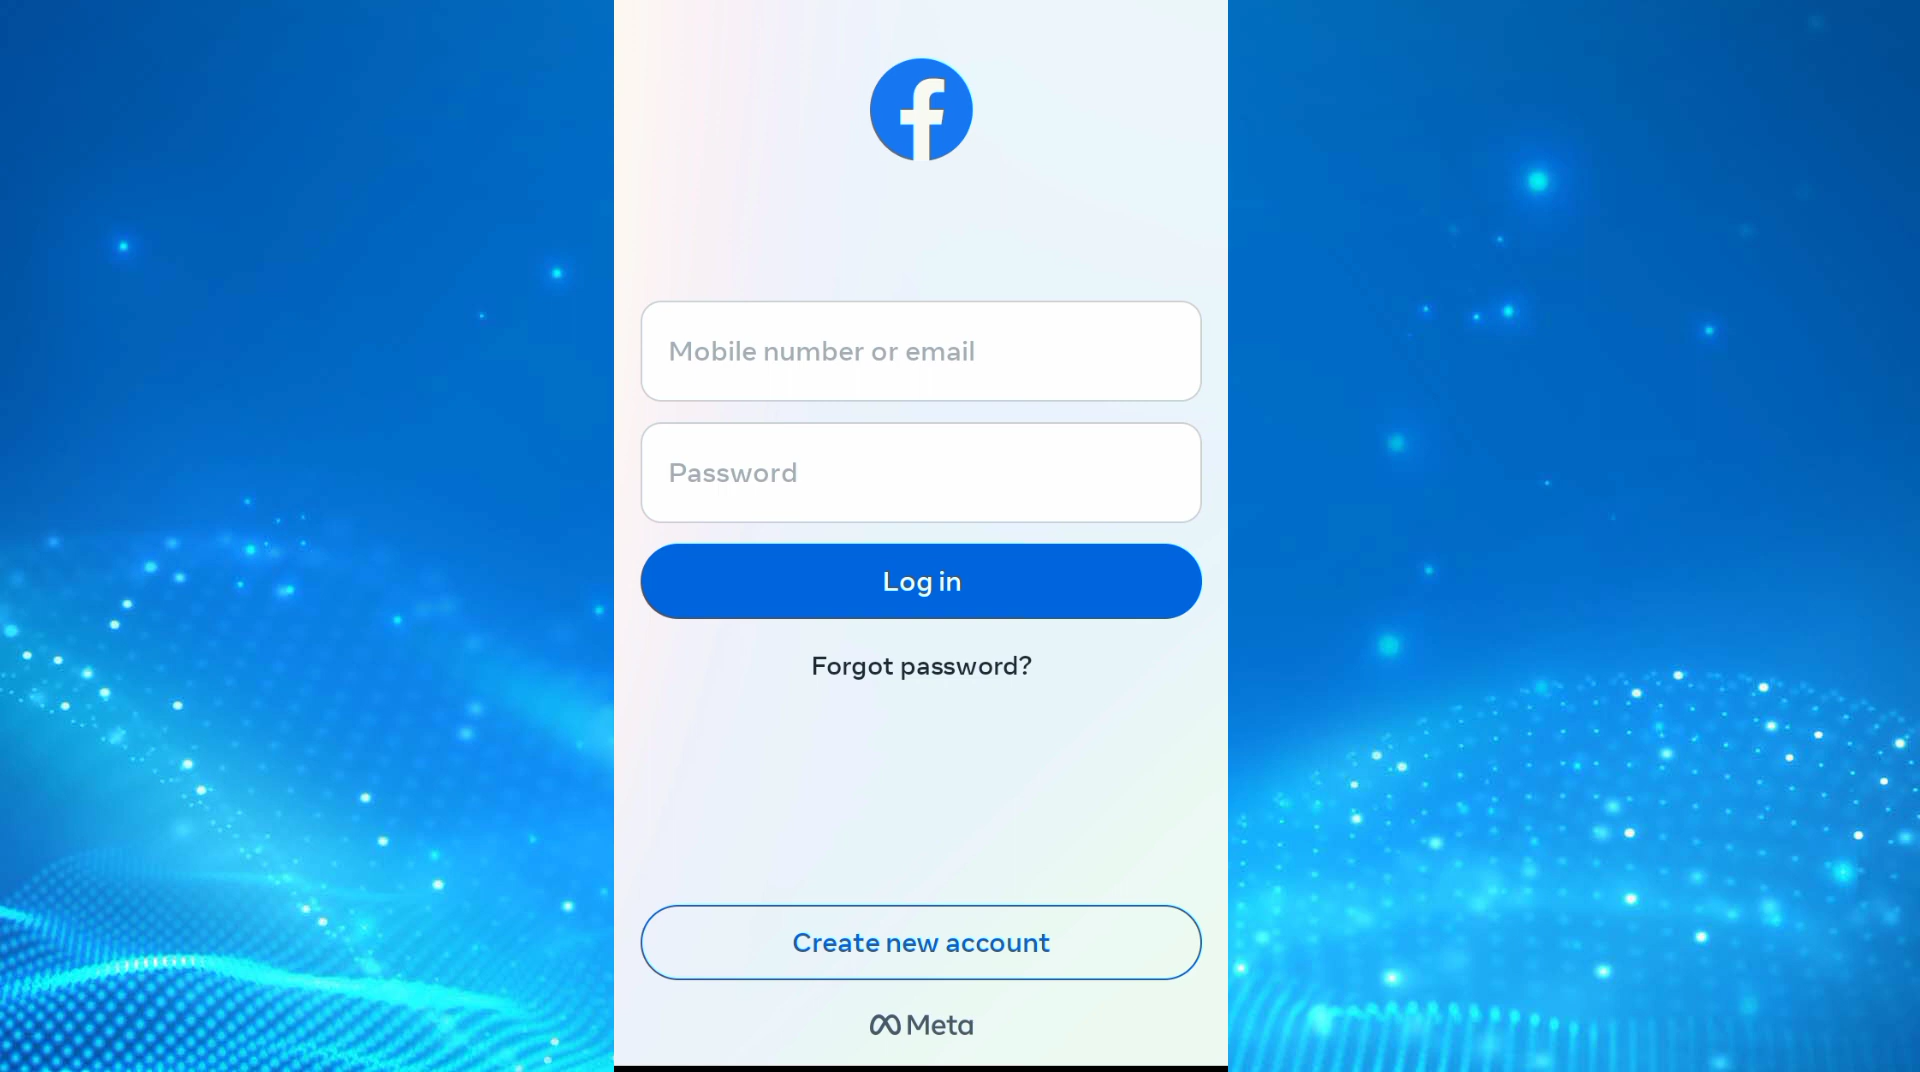 Mobile number or email
Password
Log in
Forgot password?
Create new account
Meta